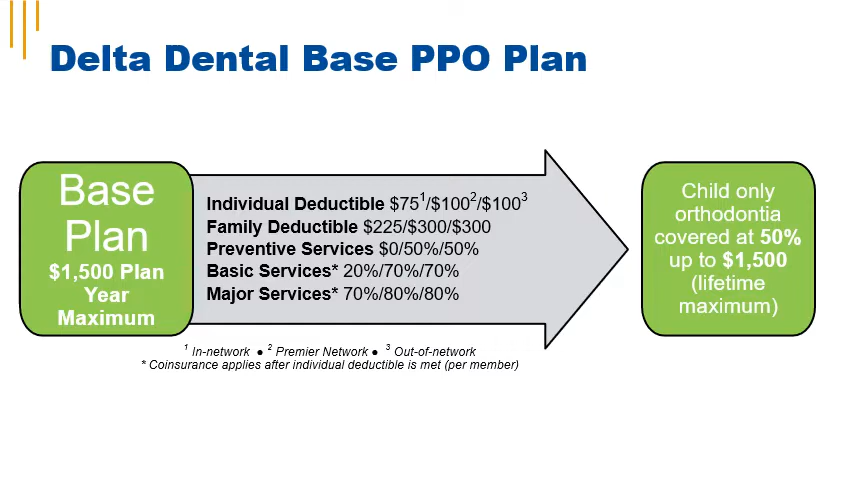 Delta Dental Base PPO Plan
Base
Plan
$1,500 Plan
Year
Maximum
Individual Deductible $75¹/$100²/$100³
Family Deductible $225/$300/$300
Preventive Services $0/50%/50%
Basic Services* 20%/70%/70%
Major Services* 70%/80%/80%
Child only
orthodontia
covered at 50%
up to $1,500
(lifetime
maximum)
¹ In-network ● ² Premier Network ● ³ Out-of-network
* Coinsurance applies after individual deductible is met (per member)